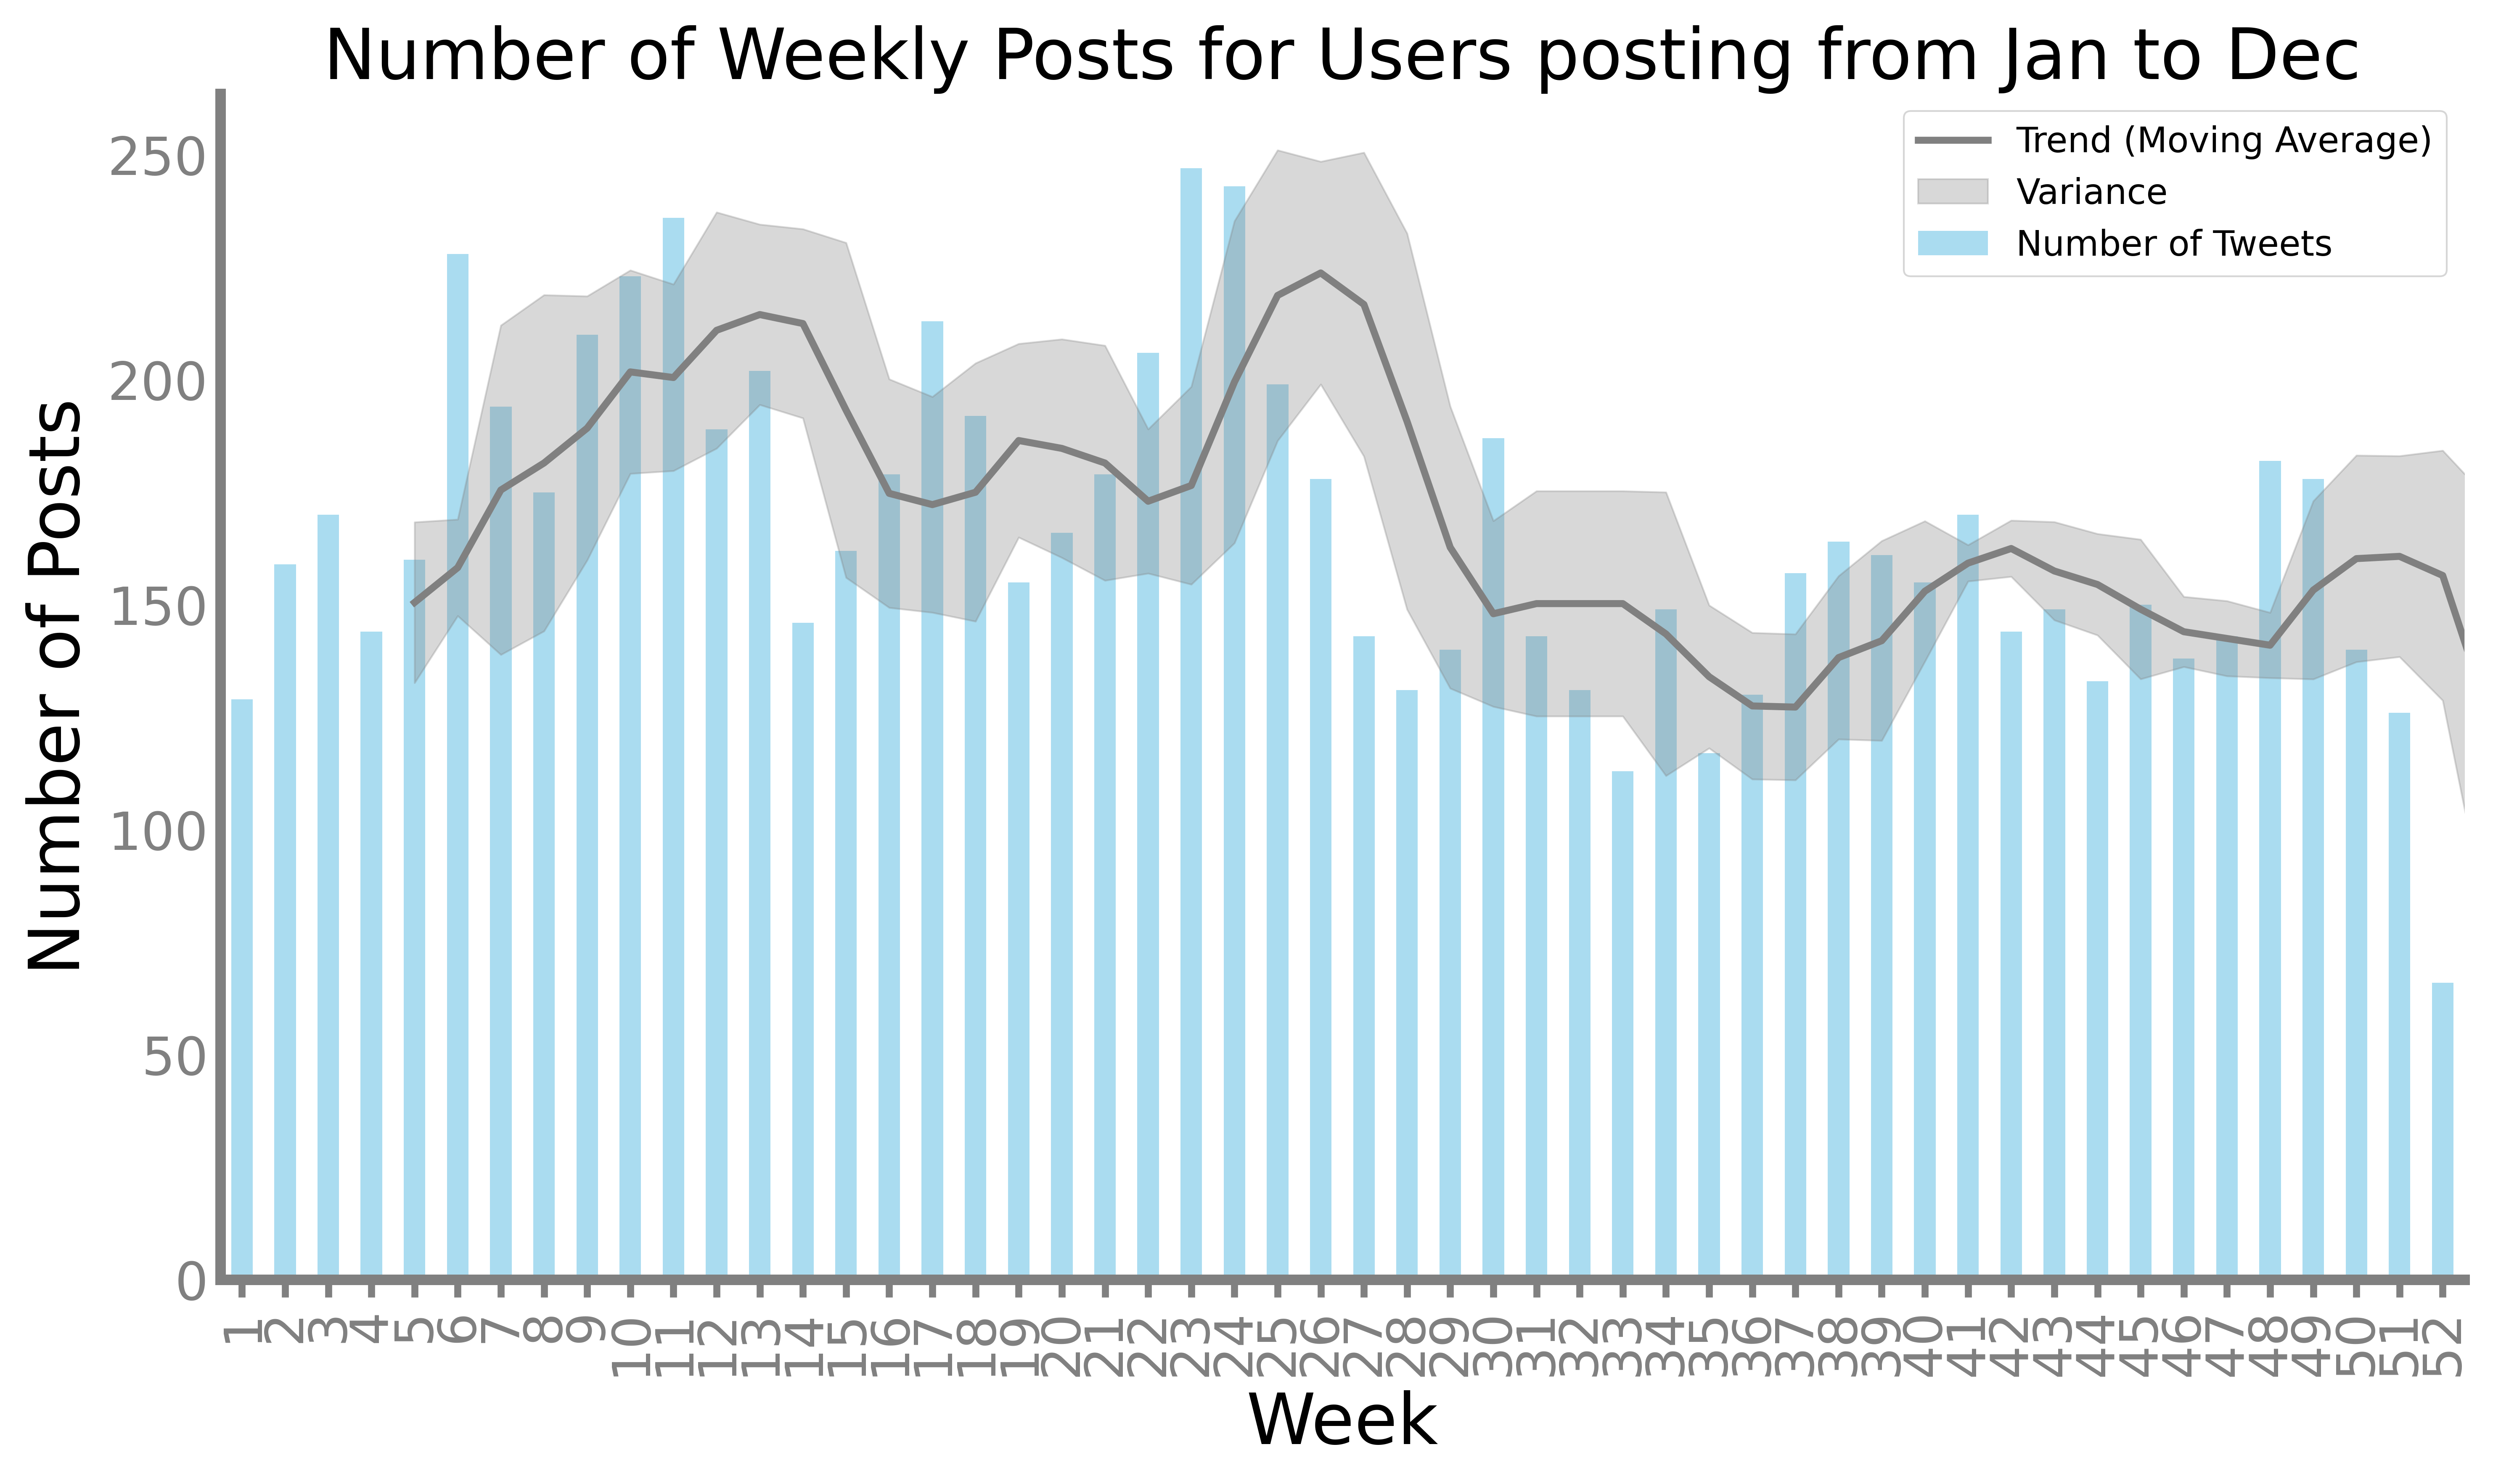 Number of Weekly Posts for Users posting from Jan to Dec
Trend (Moving Average)
Variance
Number of Tweets
Number of Posts
250
200
150
100
50
0
1 2 3 4 5 6 7 8 9 10 11 12 13 14 15 16 17 18 19 20 21 22 23 24 25 26 27 28 29 30 31 32 33 34 35 36 37 38 39 40 41 42 43 44 45 46 47 48 49 50 51 52
Week